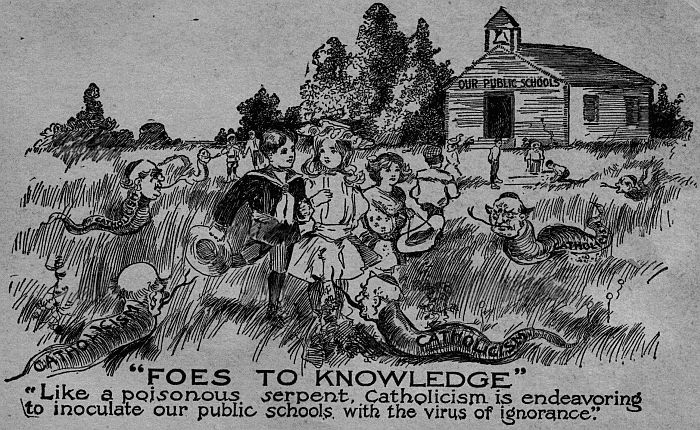 OUR PUBLIC SCHOOLS
CATHOLICISM
CATHOLICISM
CATHOLICISM
"FOES TO KNOWLEDGE"
"Like a poisonous serpent, Catholicism is endeavoring
to inoculate our public schools, with the virus of ignorance."